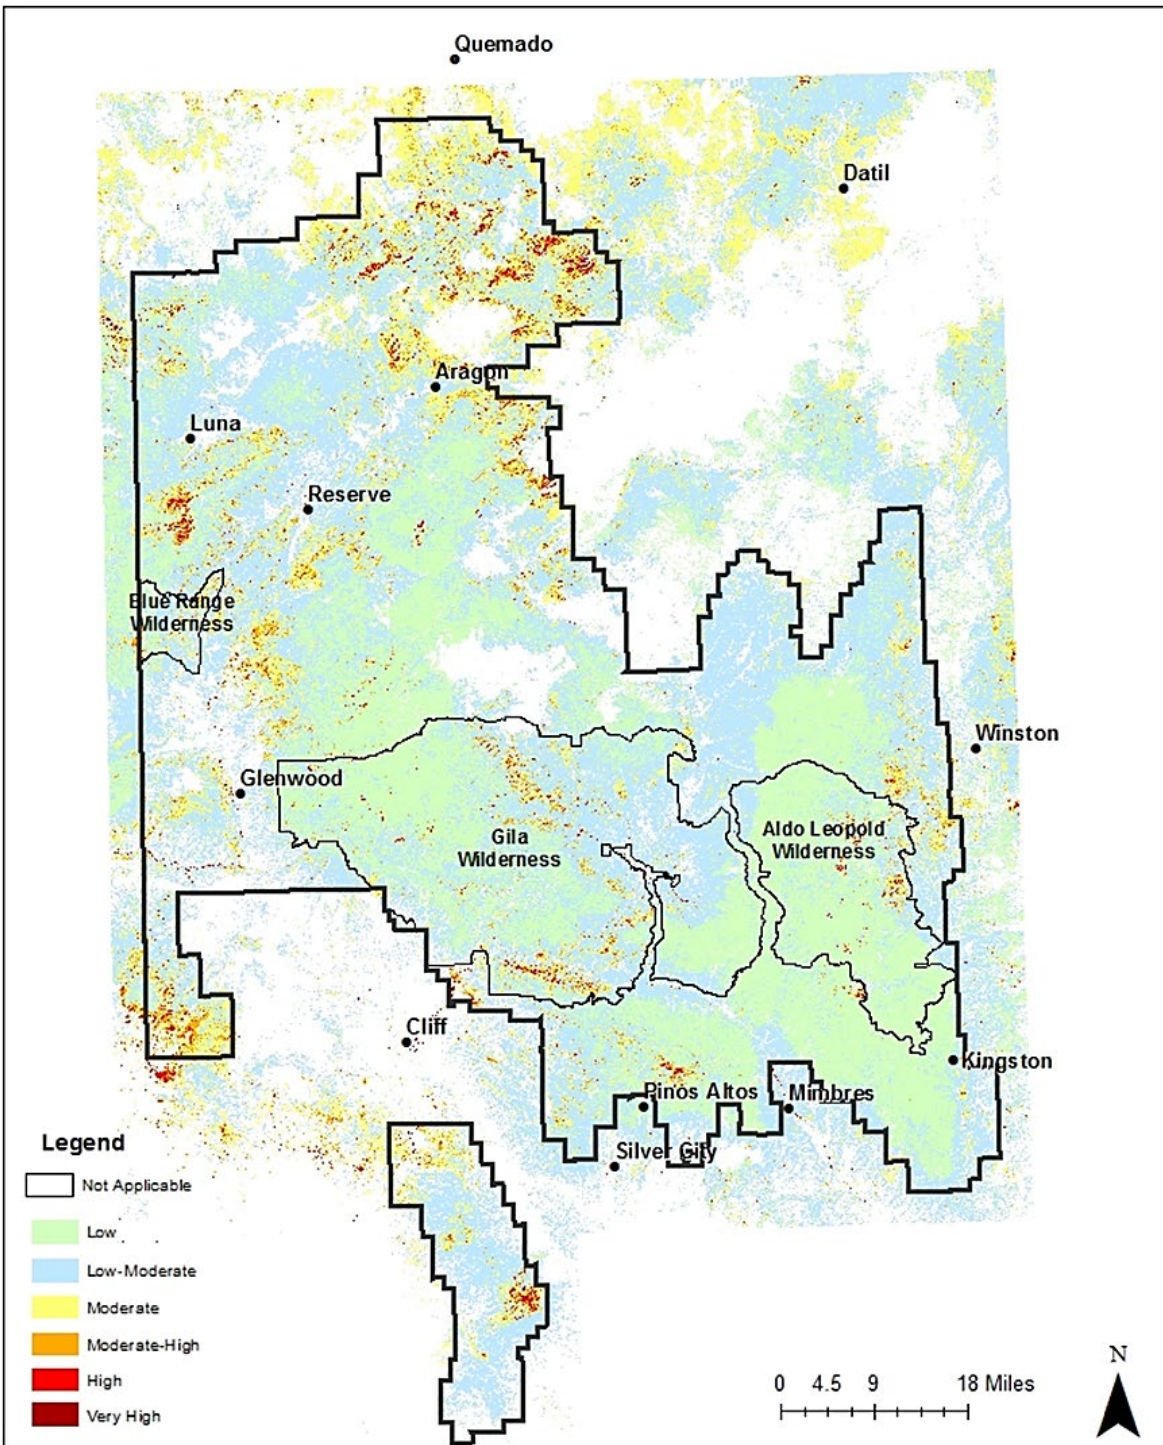 Quemado
Datil
Aragon
Luna
Reserve
Blue Range
Wilderness
Winston
Glenwood
Gila
Wilderness
Aldo Leopold
Wilderness
Cliff
Kingston
Pinos Altos
Mimbres
Silver City
Legend
Not Applicable
Low
Low-Moderate
Moderate
Moderate-High
High
Very High
0 4.5 9 18 Miles
N